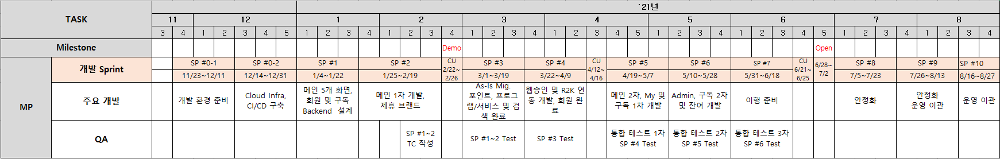 TASK
'21년
11 12 1 2 3 4 5 6 7 8
3 4 1 2 3 4 5 1 2 3 4 1 2 3 4 1 2 3 4 1 2 3 4 5 1 2 3 4 1 2 3 4 5 1 2 3 4 1 2 3 4
Milestone
Demo
Open
MP
개발 Sprint
SP #0-1
11/23~12/11
SP #0-2
12/14~12/31
SP #1
1/4~1/22
SP #2
1/25~2/19
CU
2/22~
2/26
SP #3
3/1~3/19
SP #4
3/22~4/9
CU
4/12~
4/16
SP #5
4/19~5/7
SP #6
5/10~5/28
SP #7
5/31~6/18
CU
6/21~
6/25
6/28~
7/2
SP #8
7/5~7/23
SP #9
7/26~8/13
SP #10
8/16~8/27
주요 개발
개발 환경 준비
Cloud Infra,
CI/CD 구축
메인 5개 화면,
회원 및 구독
Backend 설계
메인 1차 개발,
제휴 브랜드
As-Is Mig.
포인트, 프로그
램/서비스 및 검
색 완료
웹승인 및 R2K 연
동 개발, 회원 완
료
메인 2차, My 및
구독 1차 개발
Admin, 구독 2차
및 잔여 개발
이행 준비
안정화
안정화
운영 이관
운영 이관
QA
SP #1~2
TC 작성
SP #1~2 Test
SP #3 Test
통합 테스트 1차
SP #4 Test
통합 테스트 2차
SP #5 Test
통합 테스트 3차
SP #6 Test